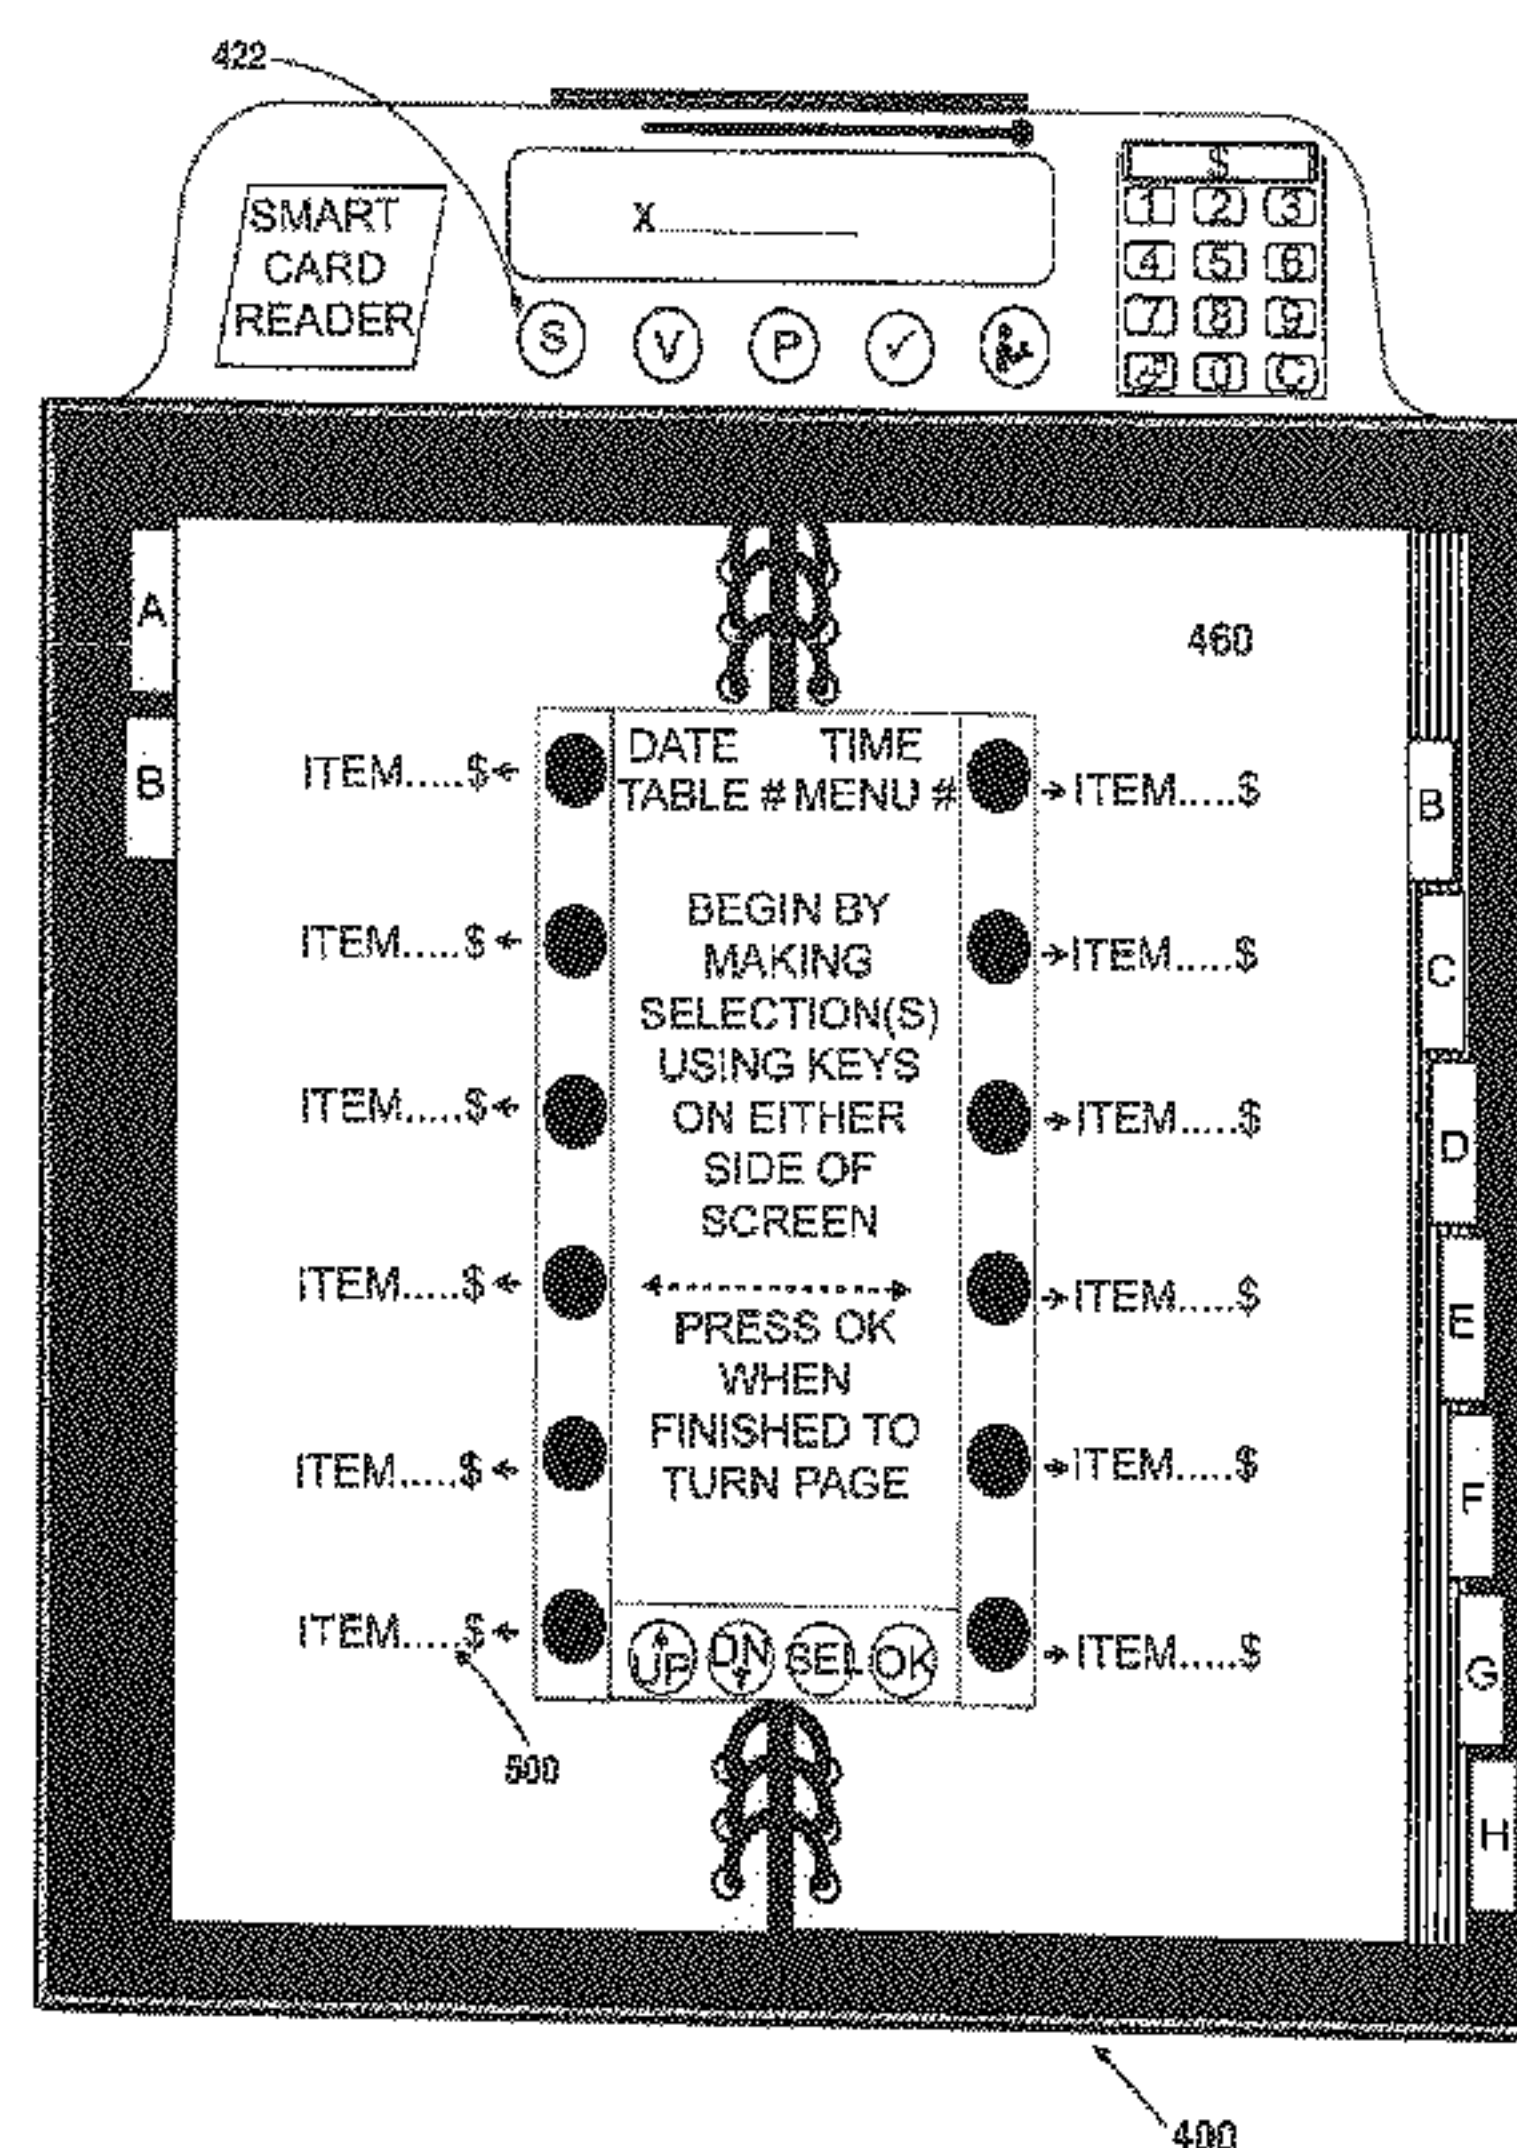 422
SMART
CARD
READER
X
S V P ✓
$
1 2 3
4 5 6
7 8 9
0 C
A
B
460
DATE TIME
TABLE # MENU #
ITEM.....$
ITEM.....$
ITEM.....$
ITEM.....$
ITEM.....$
ITEM.....$
BEGIN BY
MAKING
SELECTION(S)
USING KEYS
ON EITHER
SIDE OF
SCREEN
PRESS OK
WHEN
FINISHED TO
TURN PAGE
UP DN SEL OK
ITEM.....$
ITEM.....$
ITEM.....$
ITEM.....$
ITEM.....$
ITEM.....$
B
C
D
E
F
G
H
500
400